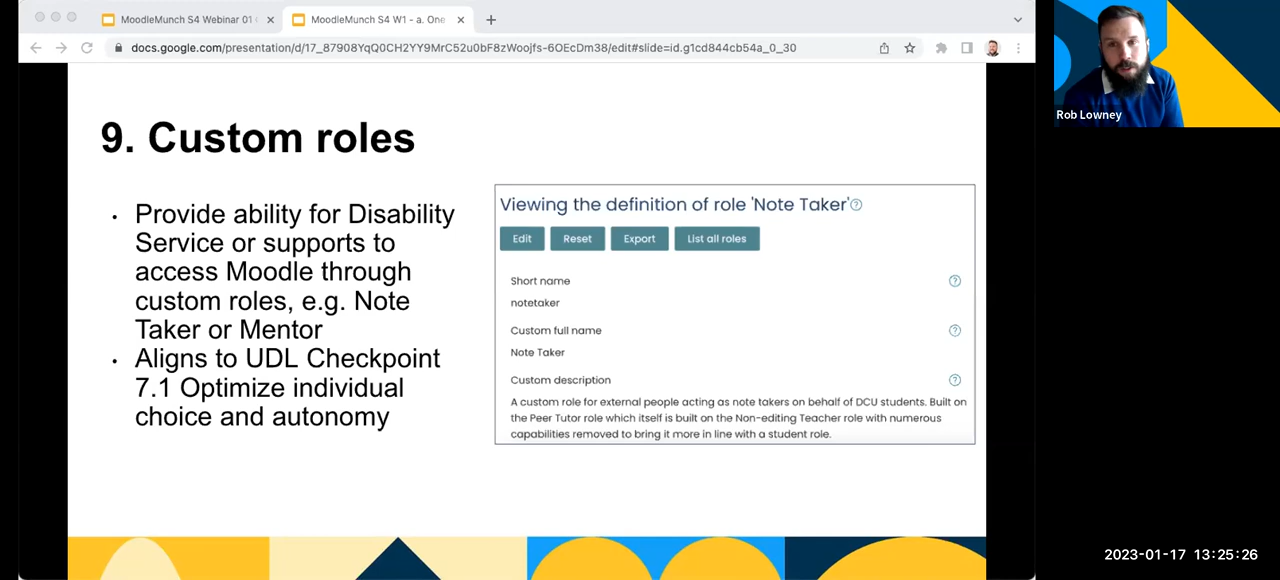 MoodleMunch S4 Webinar 01
MoodleMunch S4 W1 - a. One
docs.google.com/presentation/d/17_87908YqQ0CH2YY9MrC52u0bF8zWoojfs-6OEcDm38/edit#slide=id.g1cd844cb54a_0_30
Rob Lowney
9. Custom roles
• Provide ability for Disability
Service or supports to
access Moodle through
custom roles, e.g. Note
Taker or Mentor
• Aligns to UDL Checkpoint
7.1 Optimize individual
choice and autonomy
Viewing the definition of role 'Note Taker'
Edit Reset Export List all roles
Short name
notetaker
Custom full name
Note Taker
Custom description
A custom role for external people acting as note takers on behalf of DCU students. Built on
the Peer Tutor role which itself is built on the Non-editing Teacher role with numerous
capabilities removed to bring it more in line with a student role.
2023-01-17 13:25:26